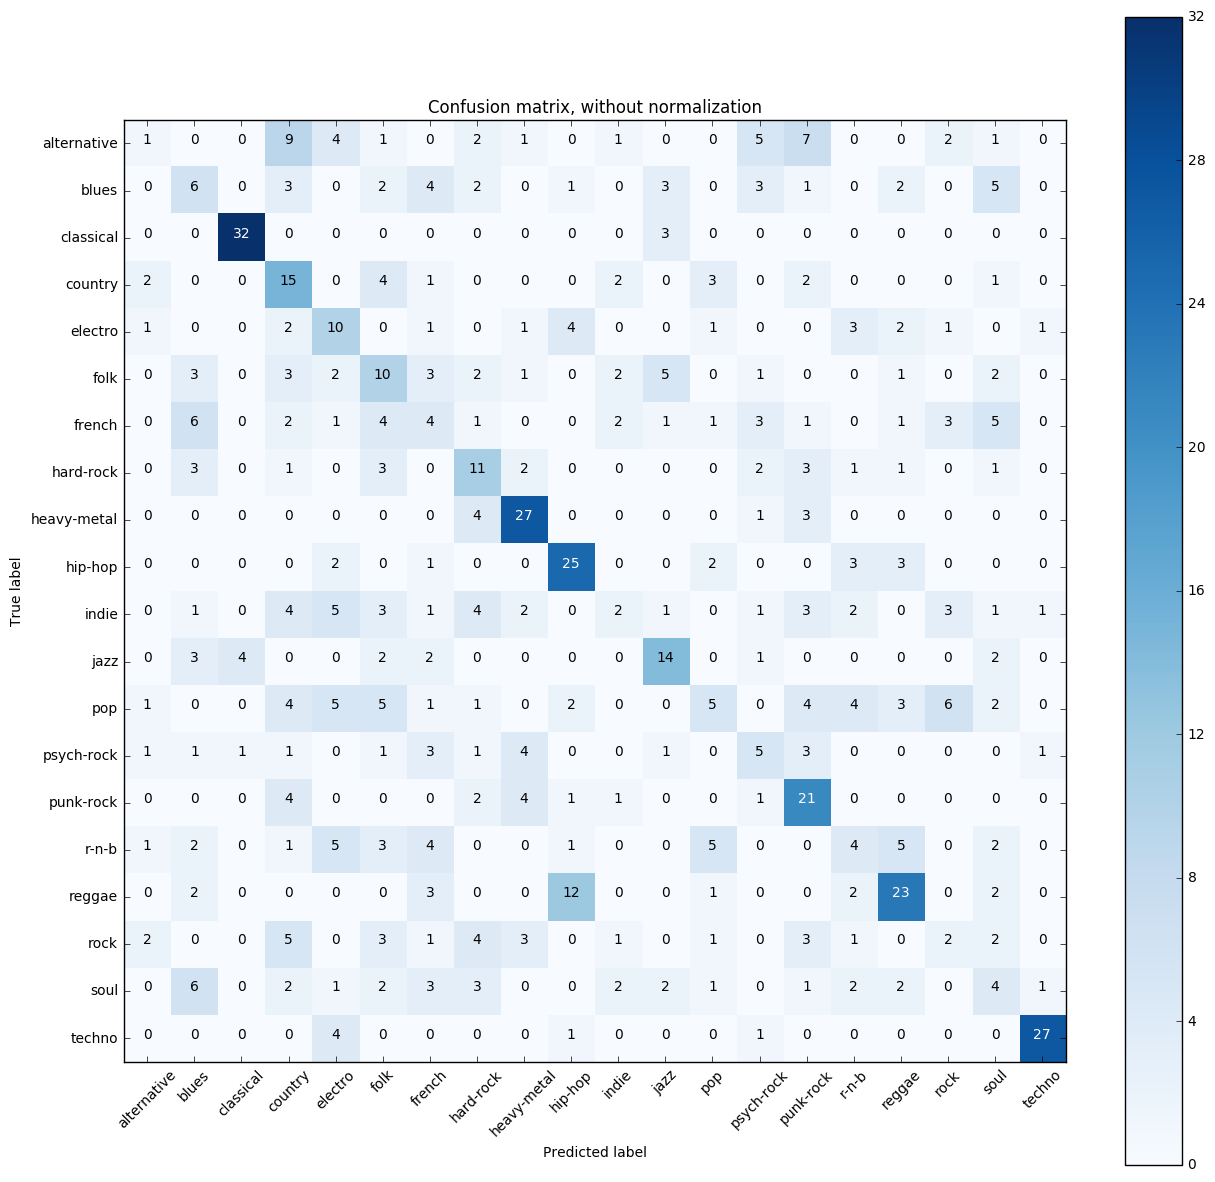 Confusion matrix, without normalization
alternative 1 0 0 9 4 1 0 2 1 0 1 0 0 5 7 0 0 2 1 0
blues 0 6 0 3 0 2 4 2 0 1 0 3 0 3 1 0 2 0 5 0
classical 0 0 32 0 0 0 0 0 0 0 0 3 0 0 0 0 0 0 0 0
country 2 0 0 15 0 4 1 0 0 0 2 0 3 0 2 0 0 0 1 0
electro 1 0 0 2 10 0 1 0 1 4 0 0 1 0 0 3 2 1 0 1
folk 0 3 0 3 2 10 3 2 1 0 2 5 0 1 0 0 1 0 2 0
french 0 6 0 2 1 4 4 1 0 0 2 1 1 3 1 0 1 3 5 0
hard-rock 0 3 0 1 0 3 0 11 2 0 0 0 0 2 3 1 1 0 1 0
heavy-metal 0 0 0 0 0 0 0 4 27 0 0 0 0 1 3 0 0 0 0 0
hip-hop 0 0 0 0 2 0 1 0 0 25 0 0 2 0 0 3 3 0 0 0
indie 0 1 0 4 5 3 1 4 2 0 2 1 0 1 3 2 0 3 1 1
jazz 0 3 4 0 0 2 2 0 0 0 0 14 0 1 0 0 0 0 2 0
pop 1 0 0 4 5 5 1 1 0 2 0 0 5 0 4 4 3 6 2 0
psych-rock 1 1 1 1 0 1 3 1 4 0 0 1 0 5 3 0 0 0 0 1
punk-rock 0 0 0 4 0 0 0 2 4 1 1 0 0 1 21 0 0 0 0 0
r-n-b 1 2 0 1 5 3 4 0 0 1 0 0 5 0 0 4 5 0 2 0
reggae 0 2 0 0 0 0 3 0 0 12 0 0 1 0 0 2 23 0 2 0
rock 2 0 0 5 0 3 1 4 3 0 1 0 1 0 3 1 0 2 2 0
soul 0 6 0 2 1 2 3 3 0 0 2 2 1 0 1 2 2 0 4 1
techno 0 0 0 0 4 0 0 0 0 1 0 0 0 1 0 0 0 0 0 27
alternative blues classical country electro folk french hard-rock heavy-metal hip-hop indie jazz pop psych-rock punk-rock r-n-b reggae rock soul techno
Predicted label
True label
32
28
24
20
16
12
8
4
0